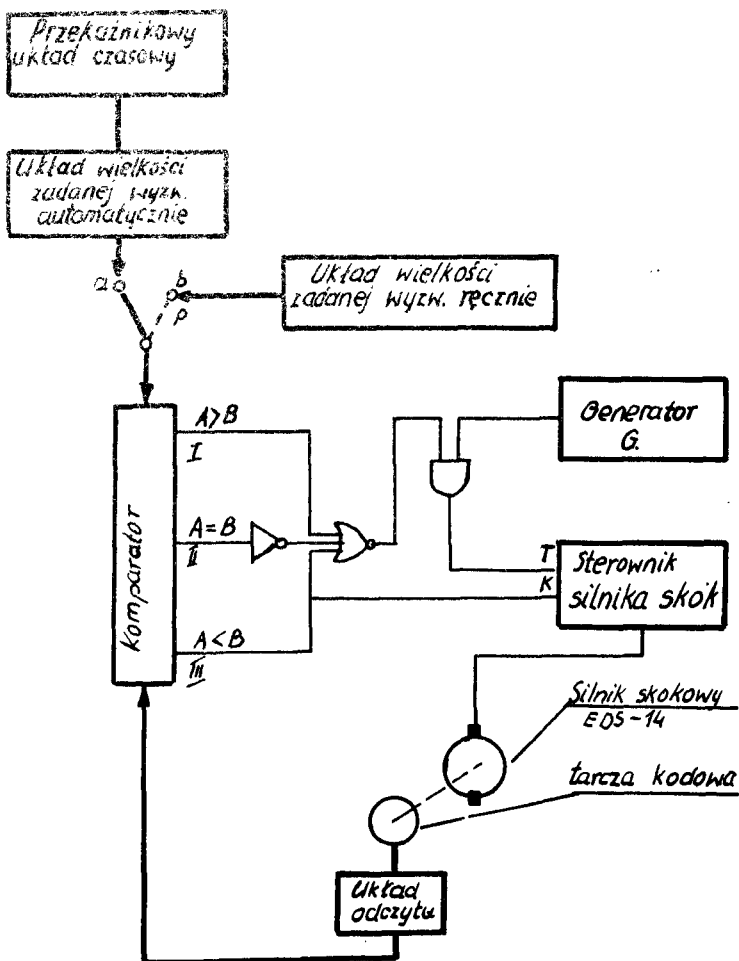 Przekaźnikowy
układ czasowy
Układ wielkości
zadanej wyzw.
automatycznie
a
b
p
Układ wielkości
zadanej wyzw. ręcznie
Komparator
A>B
I
A=B
II
A<B
III
Generator
G.
T
K
Sterownik
silnika skok
Silnik skokowy
EDS-14
tarcza kodowa
Układ
odczytu